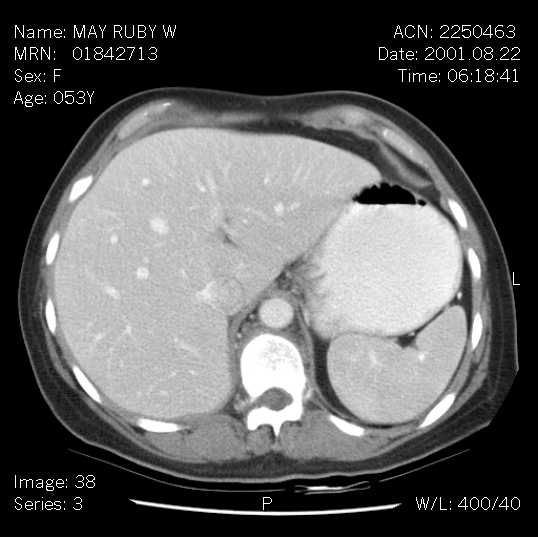 Name: MAY RUBY W
MRN: 01842713
Sex: F
Age: 053Y
ACN: 2250463
Date: 2001.08.22
Time: 06:18:41
L
Image: 38
Series: 3
P
W/L: 400/40